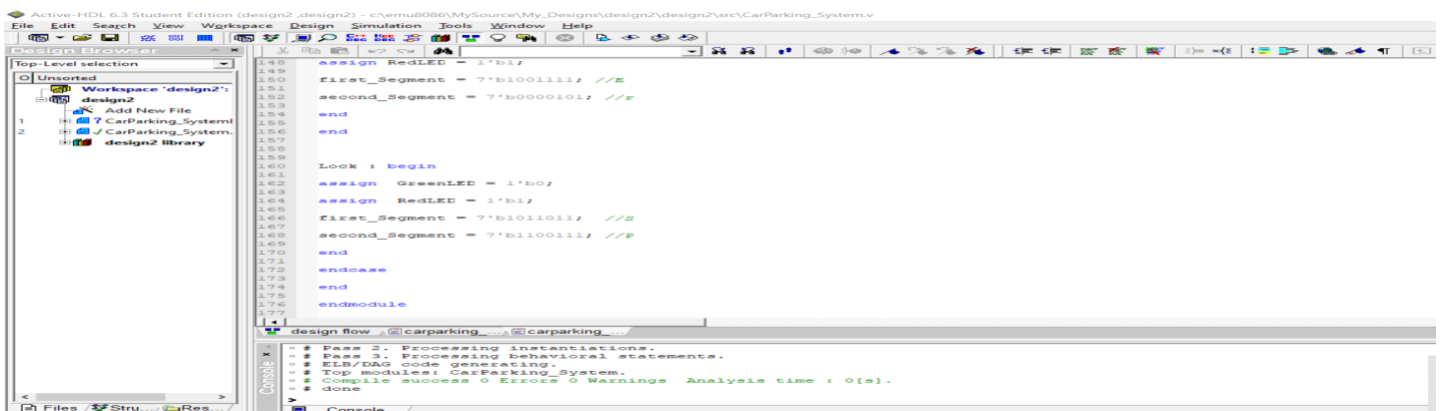 Active-HDL 6.3 Student Edition (design2 ,design2) - c:\emu8086\MySource\My_Designs\design2\design2\src\CarParking_System.v
File Edit Search View Workspace Design Simulation Tools Window Help
Design Browser
Top-Level selection
Unsorted
Workspace 'design2':
design2
Add New File
1 ? CarParking_System
2 CarParking_System.
design2 library
Files Stru... Res...
148 assign RedLED = 1'b1;
149
150 first_Segment = 7'b1001111; //E
151
152 second_Segment = 7'b0000101; //r
153
154 end
155
156 end
157
158
159
160 Lock : begin
161
162 assign GreenLED = 1'b0;
163
164 assign RedLED = 1'b1;
165
166 first_Segment = 7'b1011011; //S
167
168 second_Segment = 7'b1100111; //P
169
170 end
171
172 endcase
173
174 end
175
176 endmodule
177
design flow carparking_... carparking_...
# Pass 2. Processing instantiations.
# Pass 3. Processing behavioral statements.
# ELB/DAG code generating.
# Top modules: CarParking_System.
# Compile success 0 Errors 0 Warnings Analysis time : 0[s].
# done
>
Console
Console